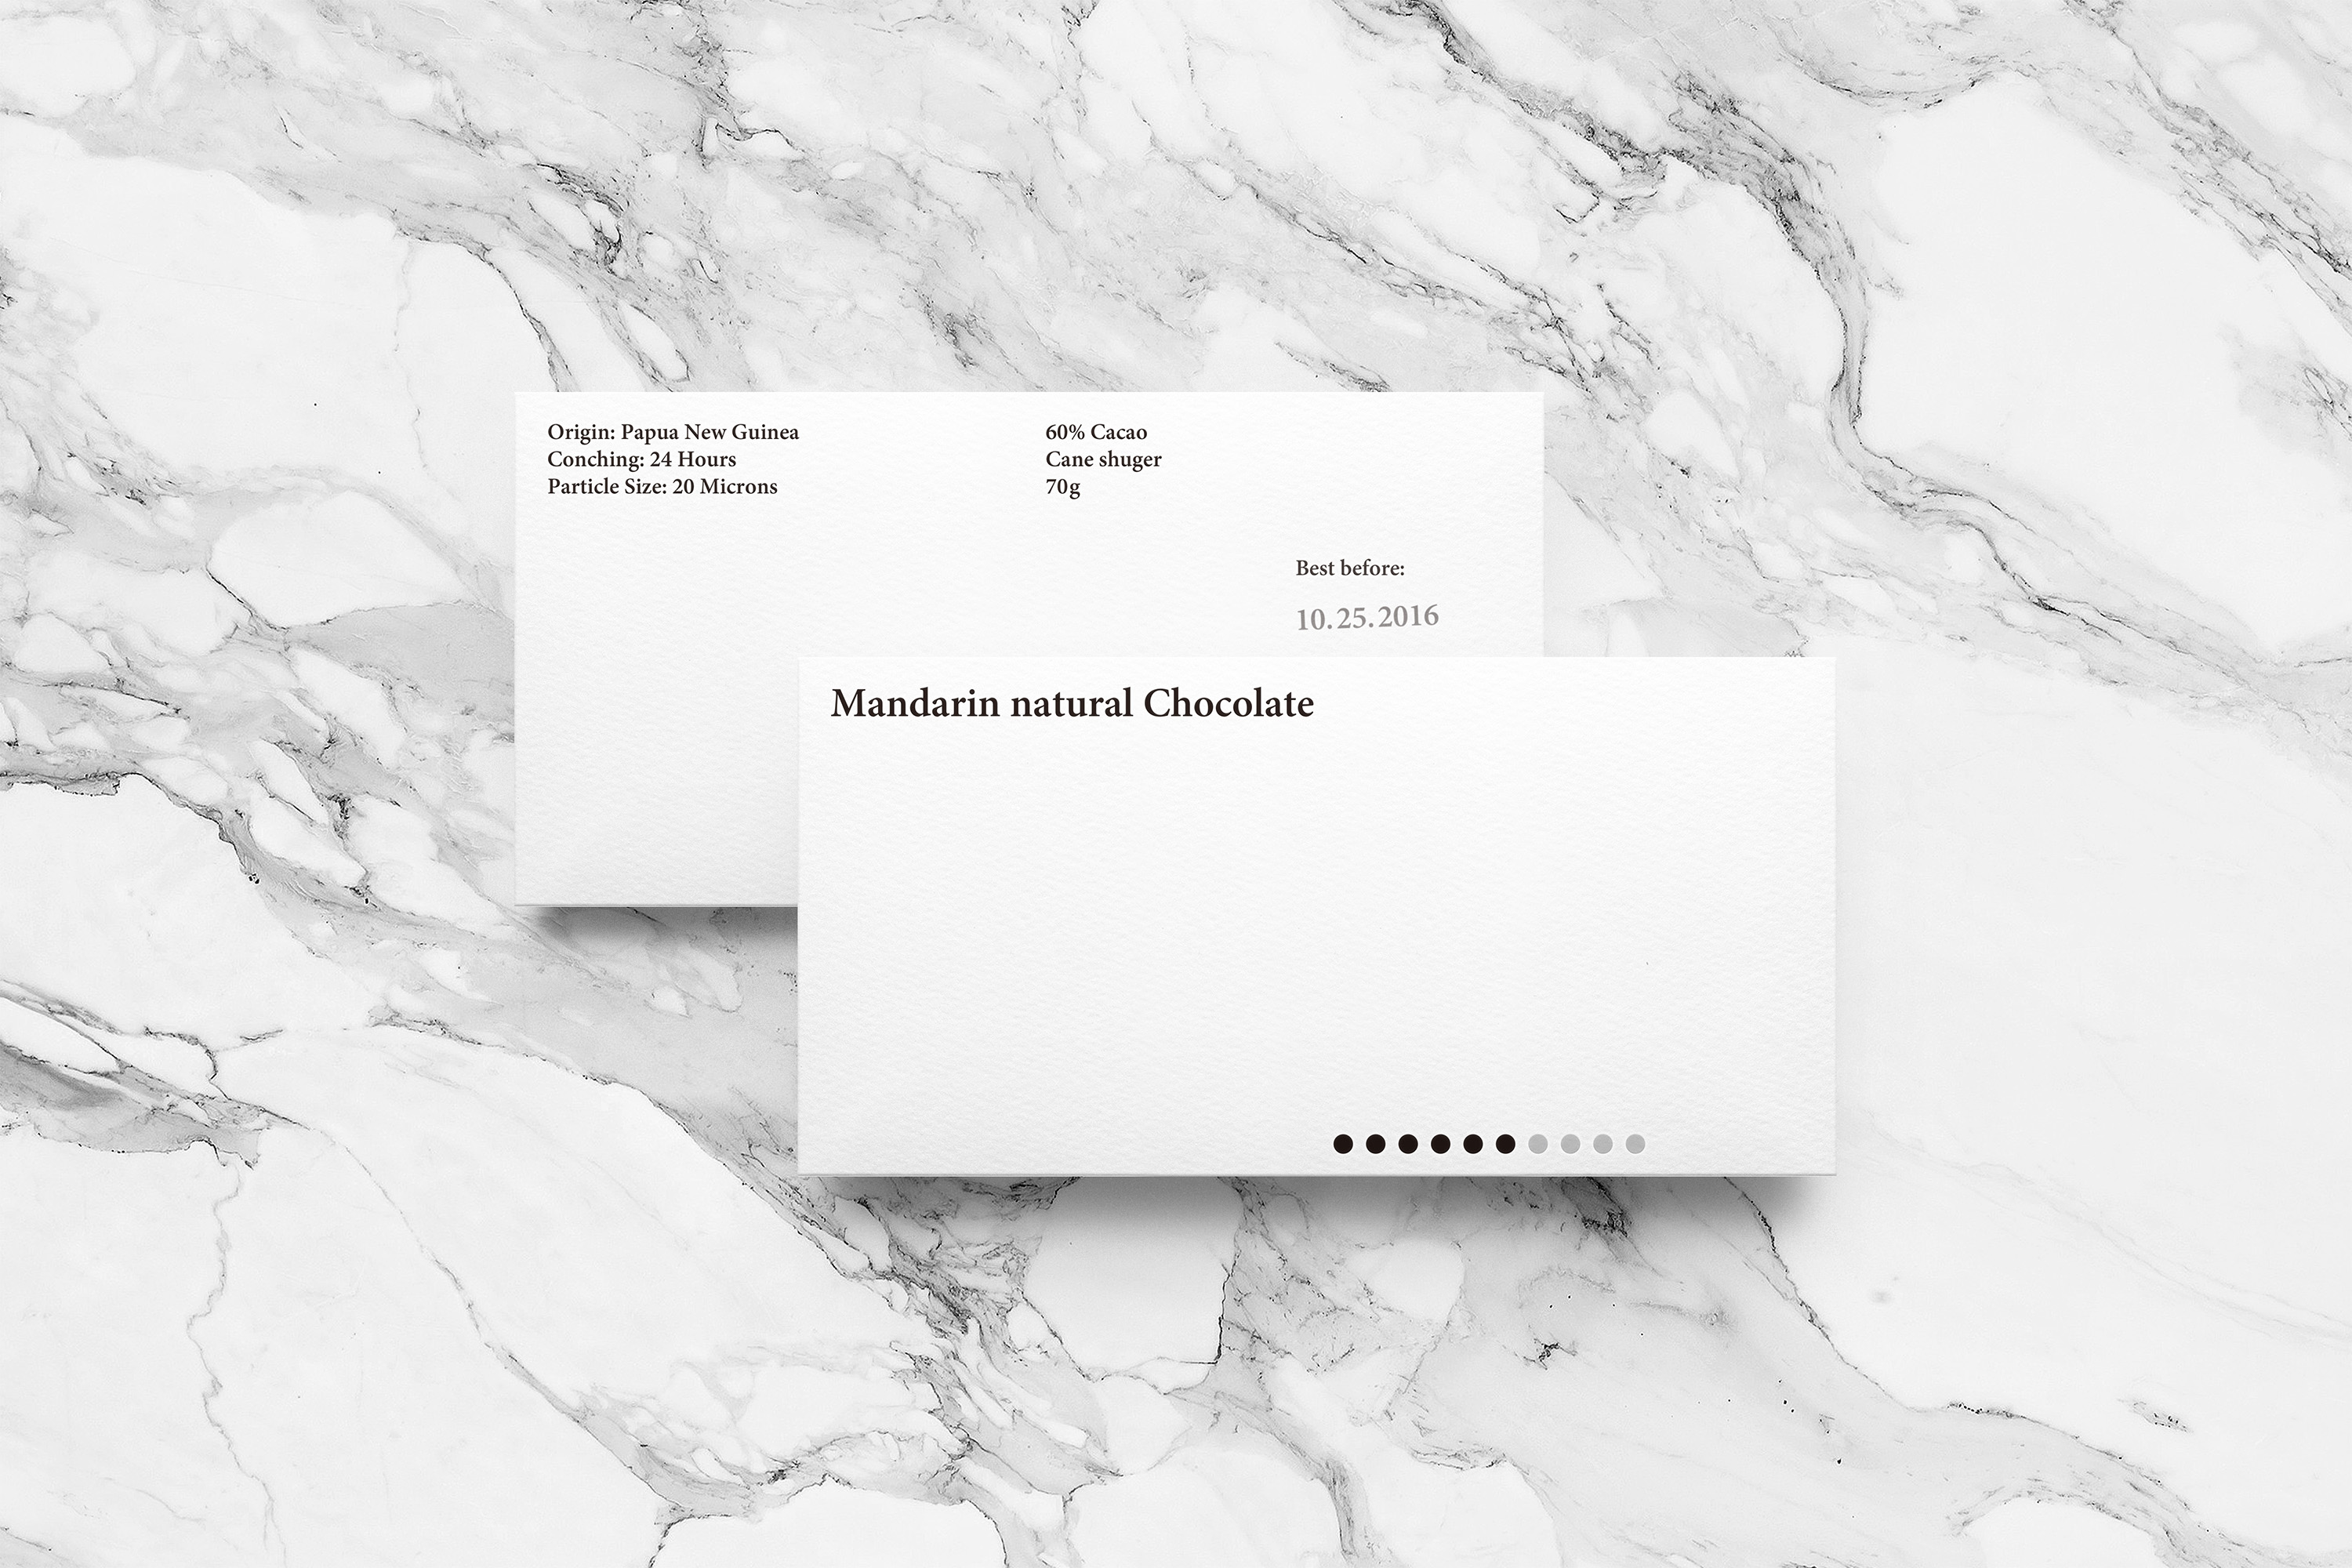 Origin: Papua New Guinea
Conching: 24 Hours
Particle Size: 20 Microns
60% Cacao
Cane shuger
70g
Best before:
10.25.2016
Mandarin natural Chocolate